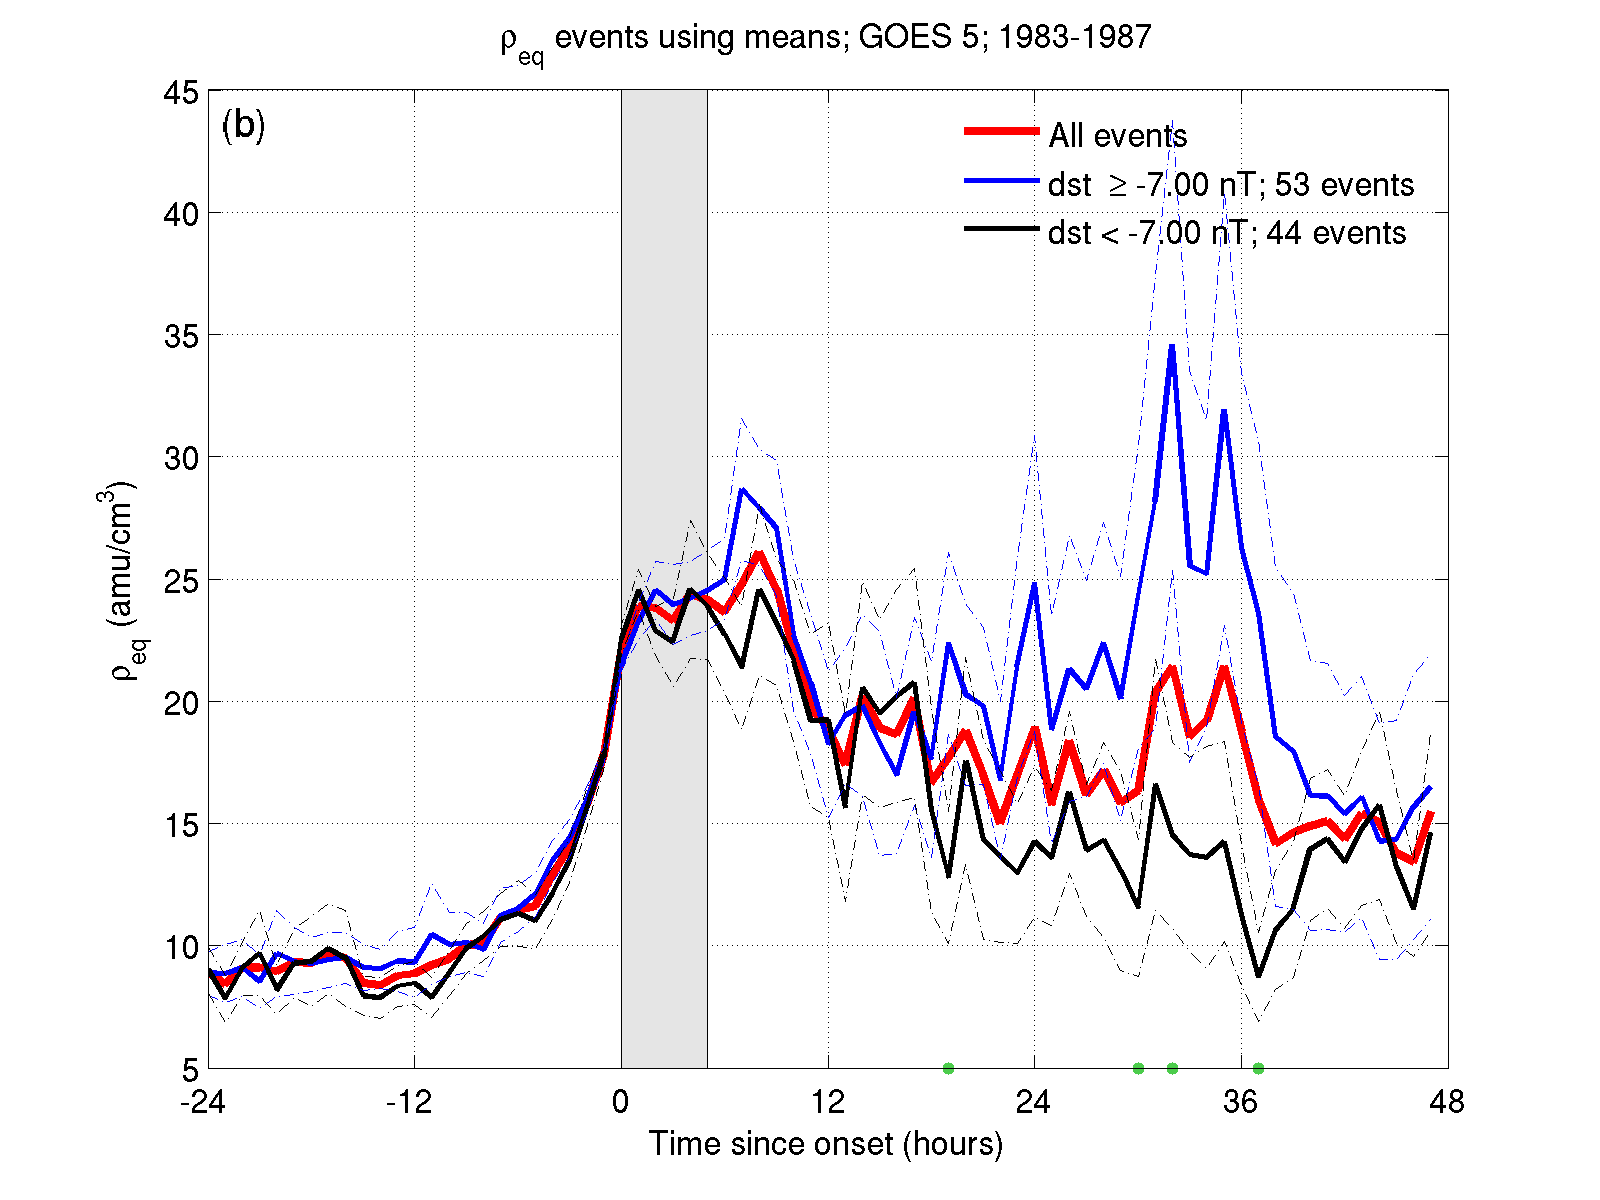 ρeq events using means; GOES 5; 1983-1987
(b)
All events
dst ≥ -7.00 nT; 53 events
dst < -7.00 nT; 44 events
45
40
35
30
25
20
15
10
5
ρeq (amu/cm³)
-24 -12 0 12 24 36 48
Time since onset (hours)